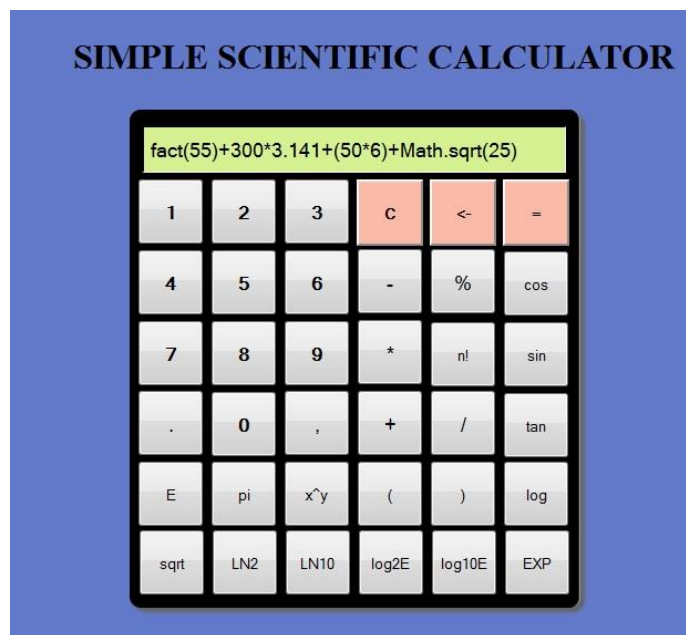 SIMPLE SCIENTIFIC CALCULATOR
fact(55)+300*3.141+(50*6)+Math.sqrt(25)
1 2 3 C <- =
4 5 6 - % cos
7 8 9 * n! sin
. 0 , + / tan
E pi x^y ( ) log
sqrt LN2 LN10 log2E log10E EXP